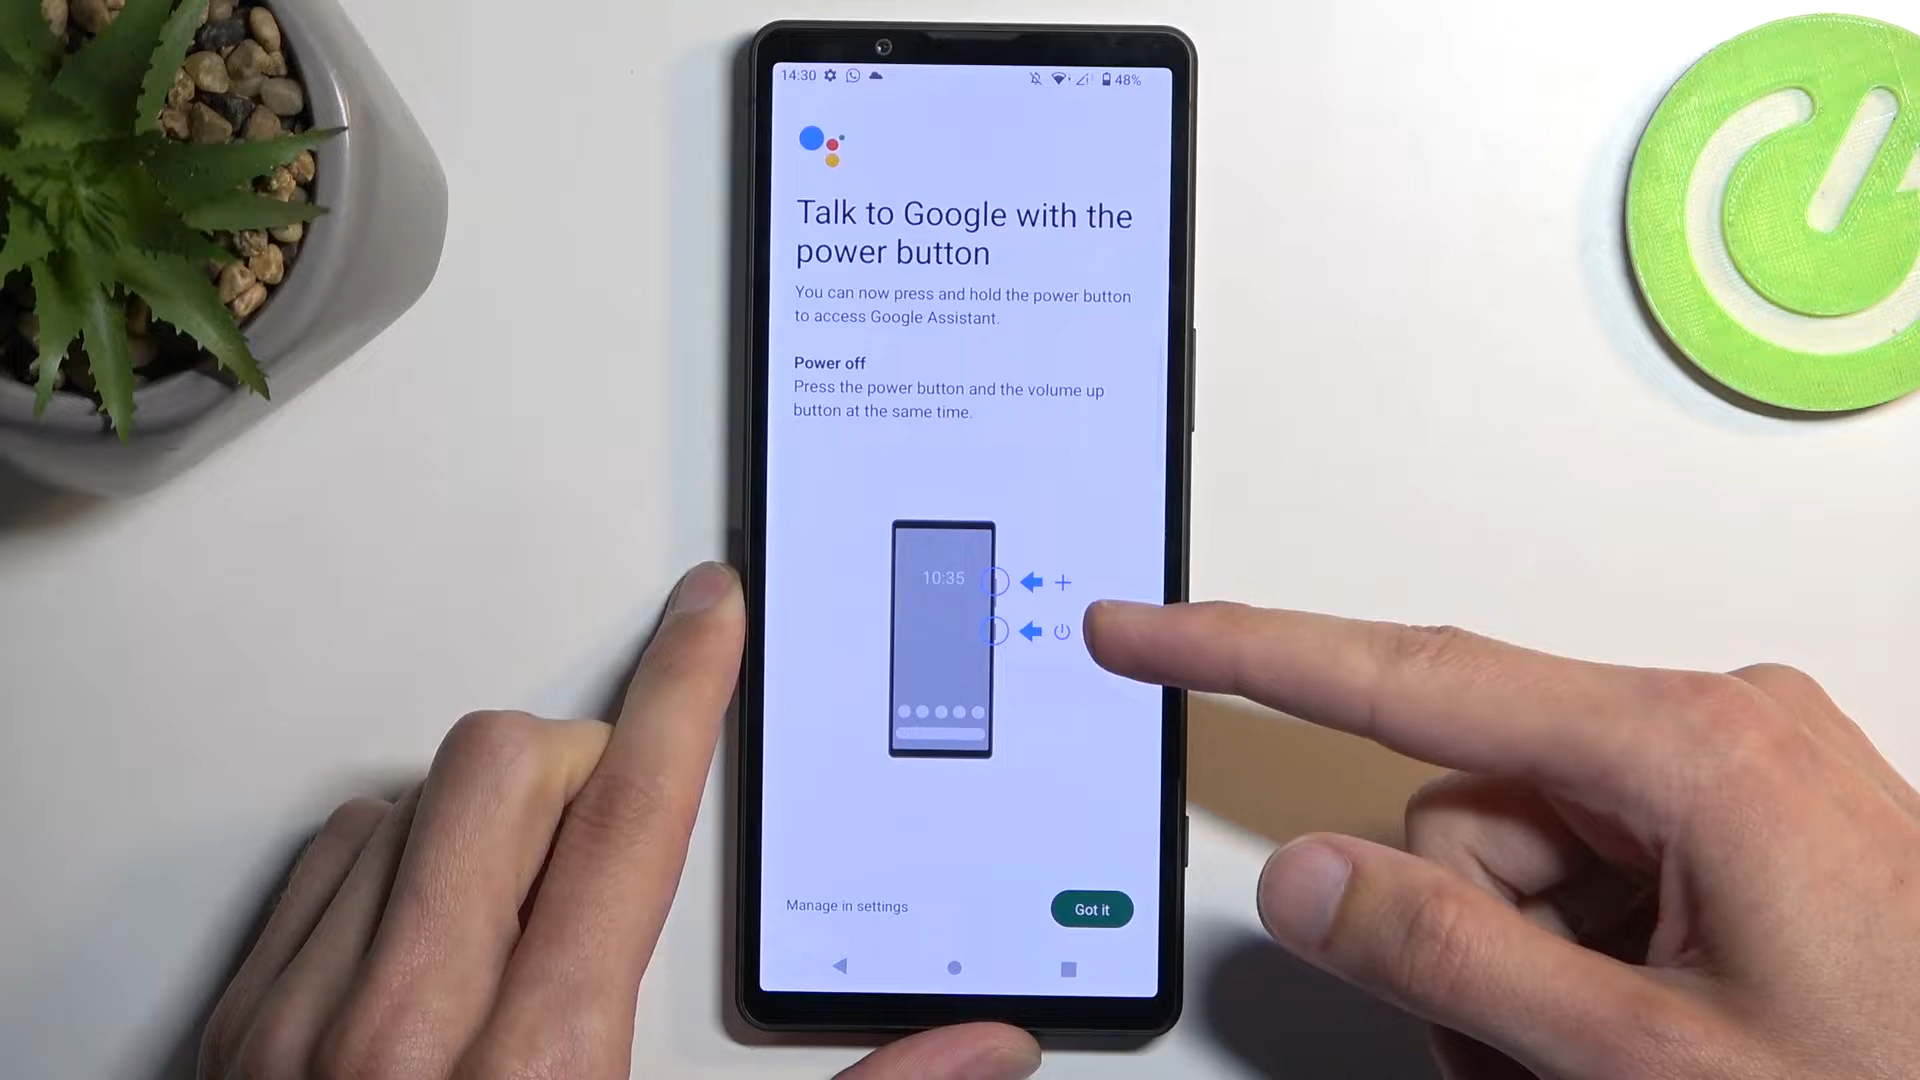 14:30 48%
Talk to Google with the
power button
You can now press and hold the power button
to access Google Assistant.
Power off
Press the power button and the volume up
button at the same time.
10:35
Manage in settings
Got it